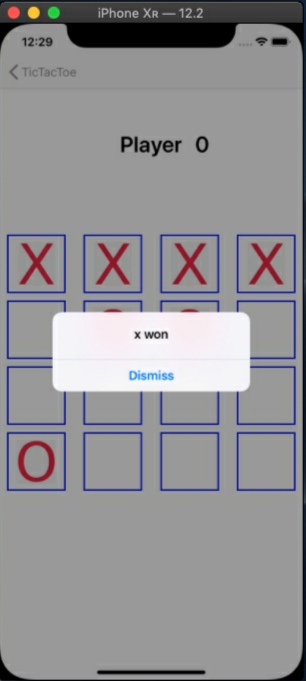 iPhone XR — 12.2
12:29
TicTacToe
Player 0
X X X X
x won
Dismiss
O